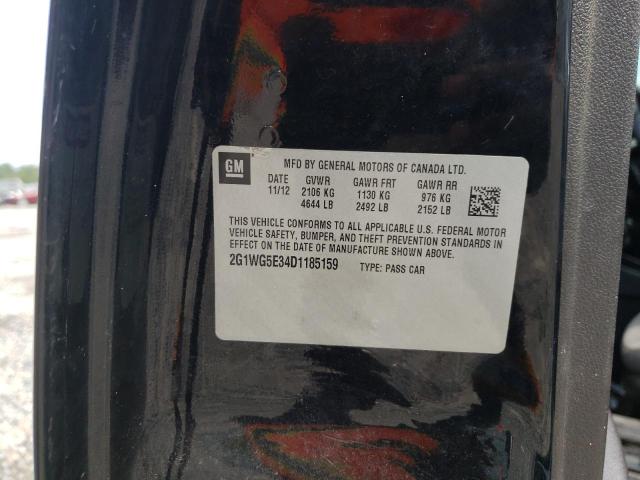 GM
MFD BY GENERAL MOTORS OF CANADA LTD.
DATE GVWR GAWR FRT GAWR RR
11/12 2106 KG 1130 KG 976 KG
4644 LB 2492 LB 2152 LB
THIS VEHICLE CONFORMS TO ALL APPLICABLE U.S. FEDERAL MOTOR
VEHICLE SAFETY, BUMPER, AND THEFT PREVENTION STANDARDS IN
EFFECT ON THE DATE OF MANUFACTURE SHOWN ABOVE.
2G1WG5E34D1185159 TYPE: PASS CAR